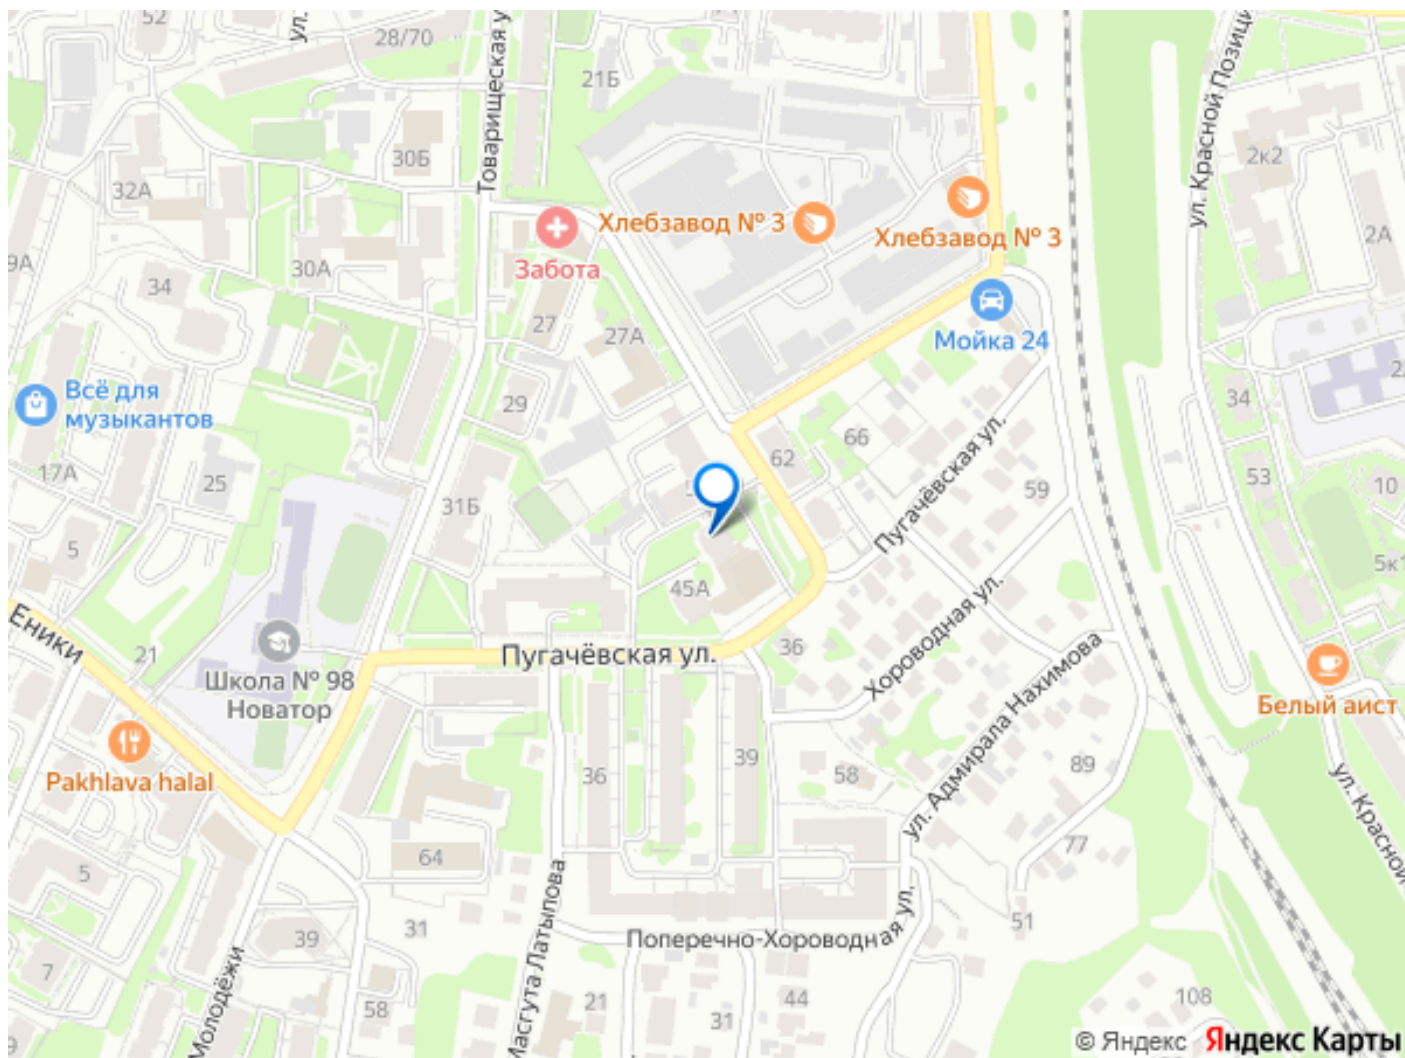 52
ул.
28/70
Товарищеская у
21Б
ул. Красной Позици
2к2
30Б
32А
Хлебзавод № 3
Хлебзавод № 3
2А
9А
30А
Забота
34
27
27А
Мойка 24
Всё для
музыкантов
29
34
66
62
17А
25
31Б
53
10
59
Пугачёвская ул.
5
5к1
45А
Еники
21
Школа № 98
Новатор
Пугачёвская ул.
36
Хороводная ул.
ул. Адмирала Нахимова
Белый аист
Pakhlava halal
36
39
58
89
77
ул. Красной
64
5
Масгута Латыпова
31
39
51
Поперечно-Хороводная ул.
7
Молодёжи
58
21
44
31
108
© Яндекс Яндекс Карты